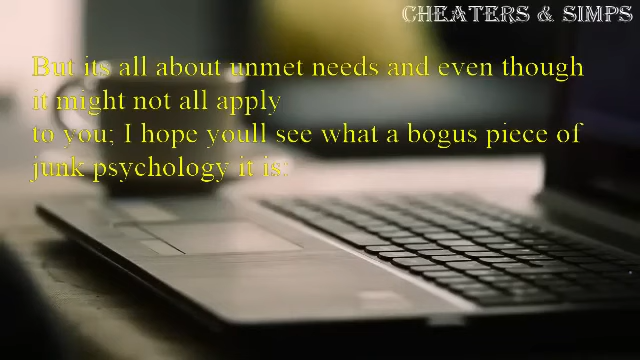 CHEATERS & SIMPS
But its all about unmet needs and even though
it might not all apply
to you; I hope youll see what a bogus piece of
junk psychology it is: